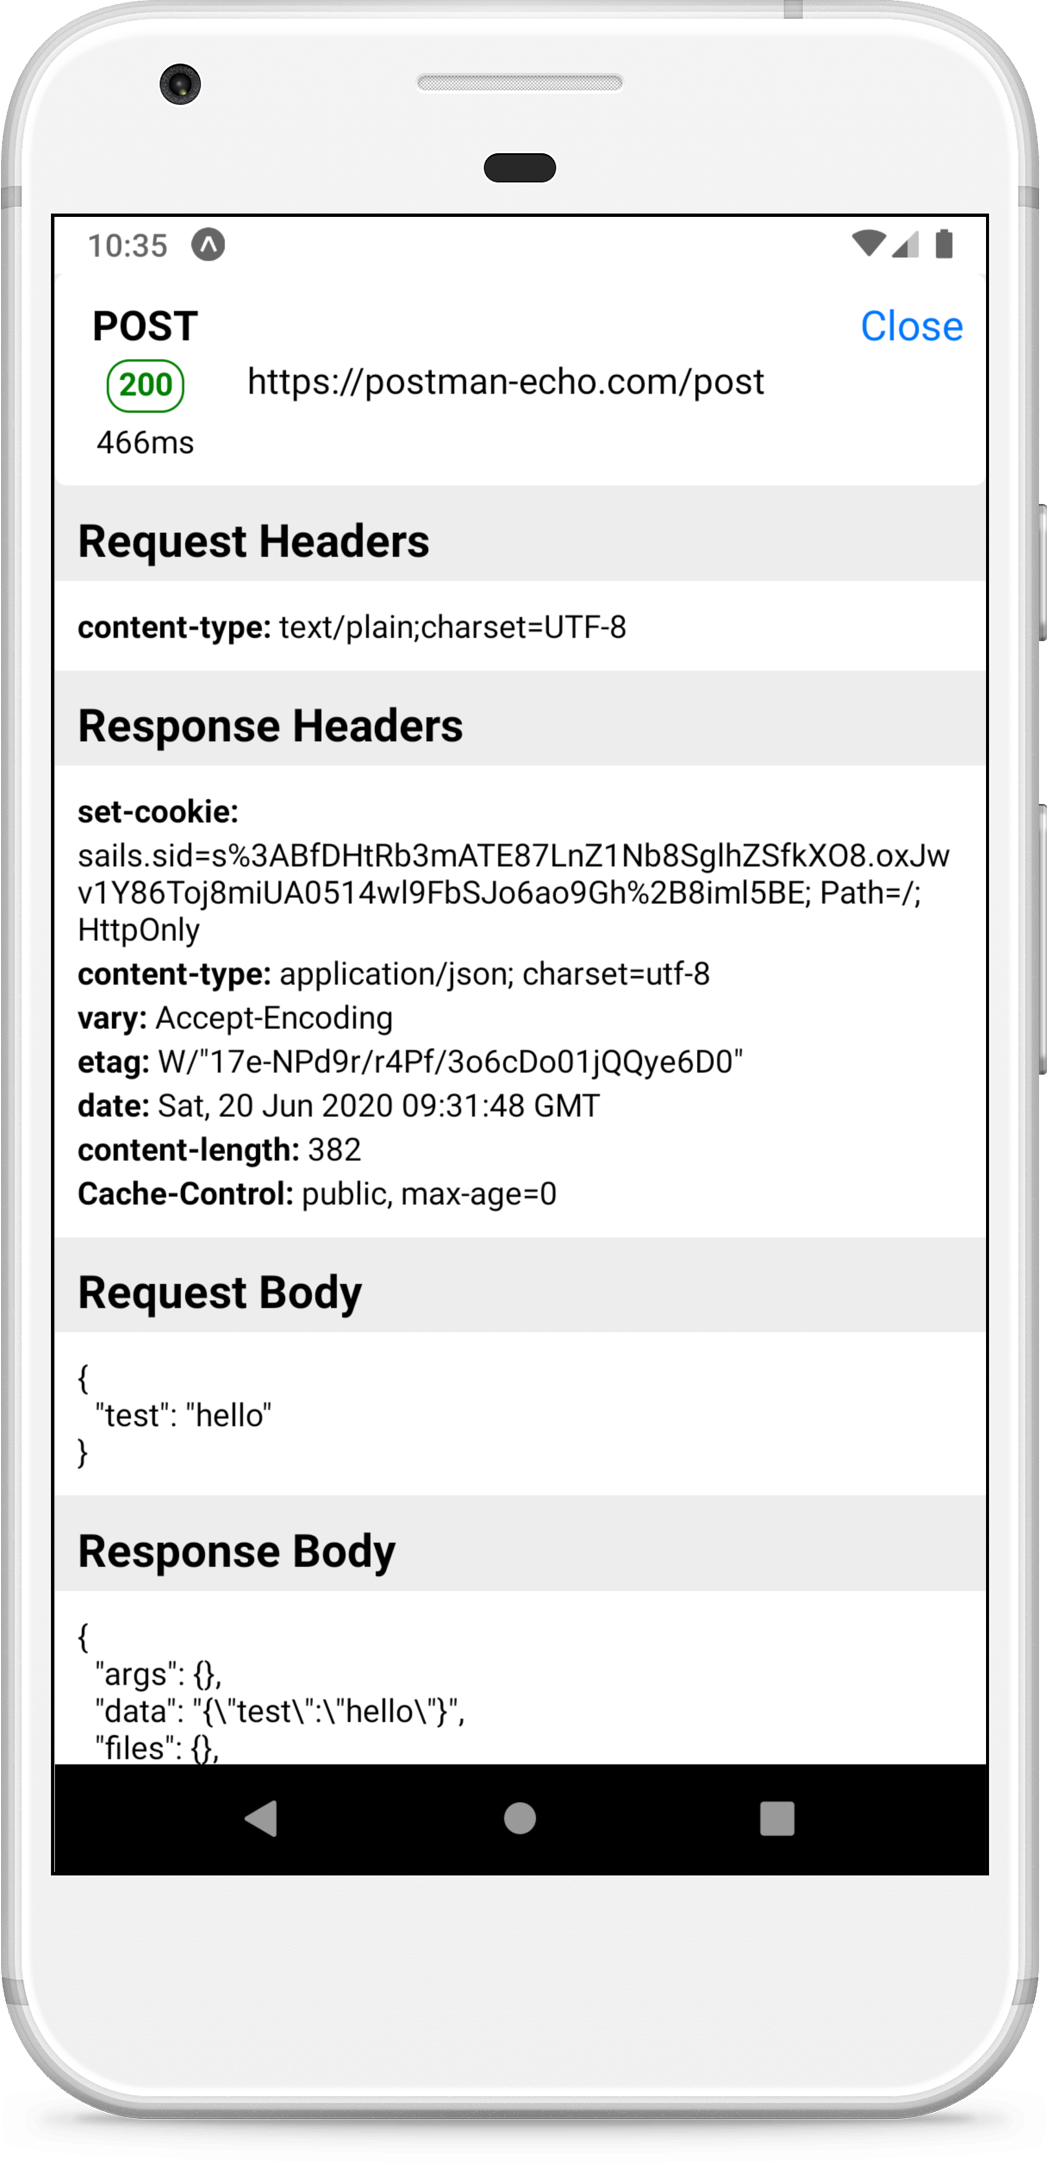 10:35
POST
Close
200
https://postman-echo.com/post
466ms
Request Headers
content-type: text/plain;charset=UTF-8
Response Headers
set-cookie:
sails.sid=s%3ABfDHtRb3mATE87LnZ1Nb8SglhZSfkXO8.oxJw
v1Y86Toj8miUA0514wl9FbSJo6ao9Gh%2B8iml5BE; Path=/;
HttpOnly
content-type: application/json; charset=utf-8
vary: Accept-Encoding
etag: W/"17e-NPd9r/r4Pf/3o6cDo01jQQye6D0"
date: Sat, 20 Jun 2020 09:31:48 GMT
content-length: 382
Cache-Control: public, max-age=0
Request Body
{
  "test": "hello"
}
Response Body
{
  "args": {},
  "data": "{\"test\":\"hello\"}",
  "files": {},